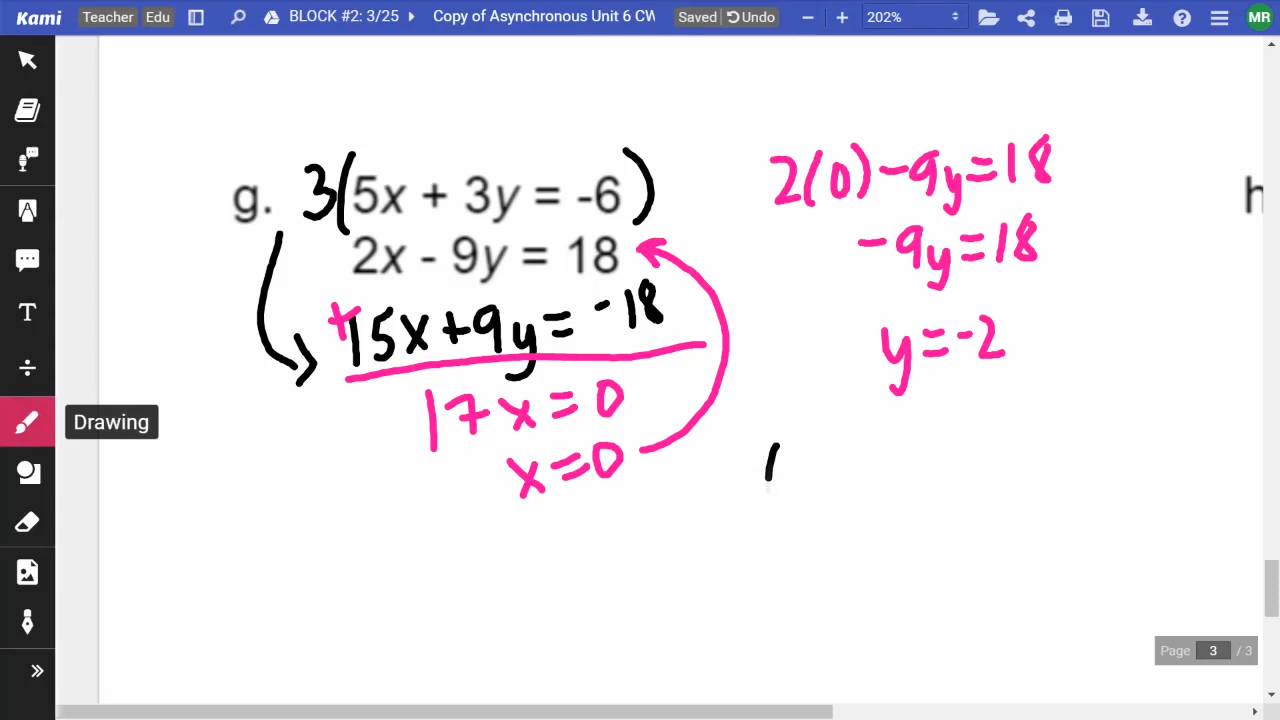 Kami Teacher Edu BLOCK #2: 3/25 Copy of Asynchronous Unit 6 CW Saved Undo 202% MR
g. 3(5x + 3y = -6)
2x - 9y = 18
+15x+9y=-18
17x=0
x=0
2(0)-9y=18
-9y=18
y=-2
(
h
Drawing
Page 3 / 3